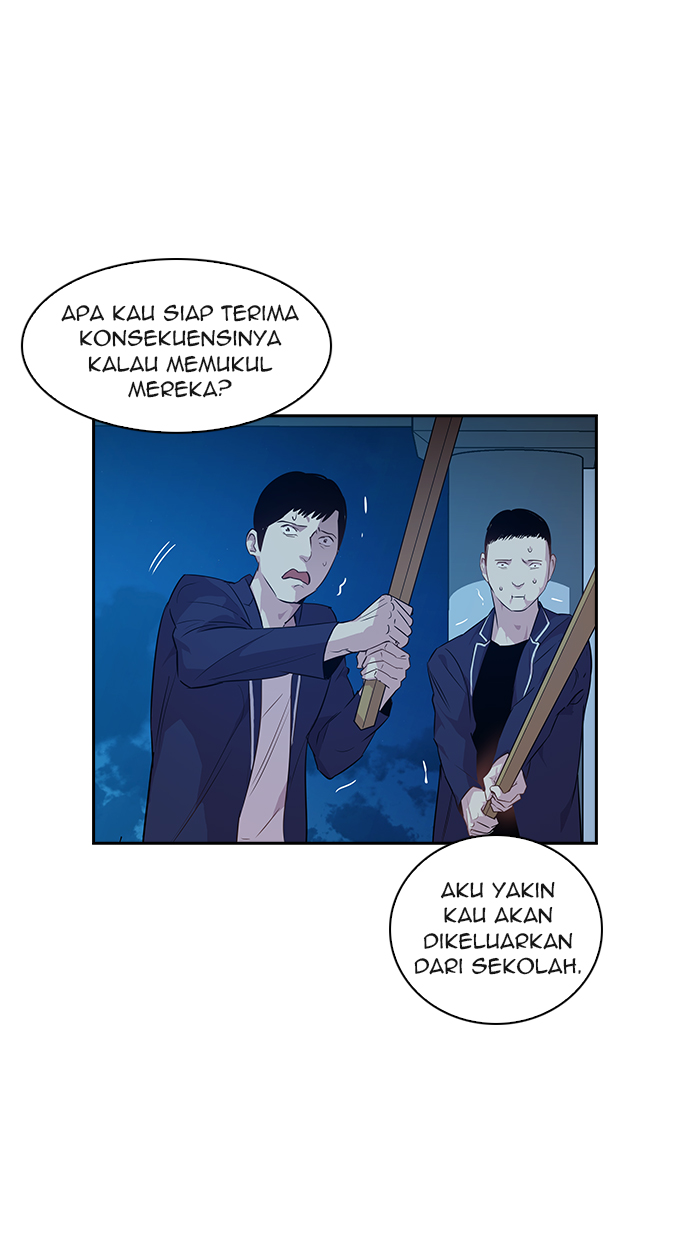 APA KAU SIAP TERIMA
KONSEKUENSINYA
KALAU MEMUKUL
MEREKA?
AKU YAKIN
KAU AKAN
DIKELUARKAN
DARI SEKOLAH.